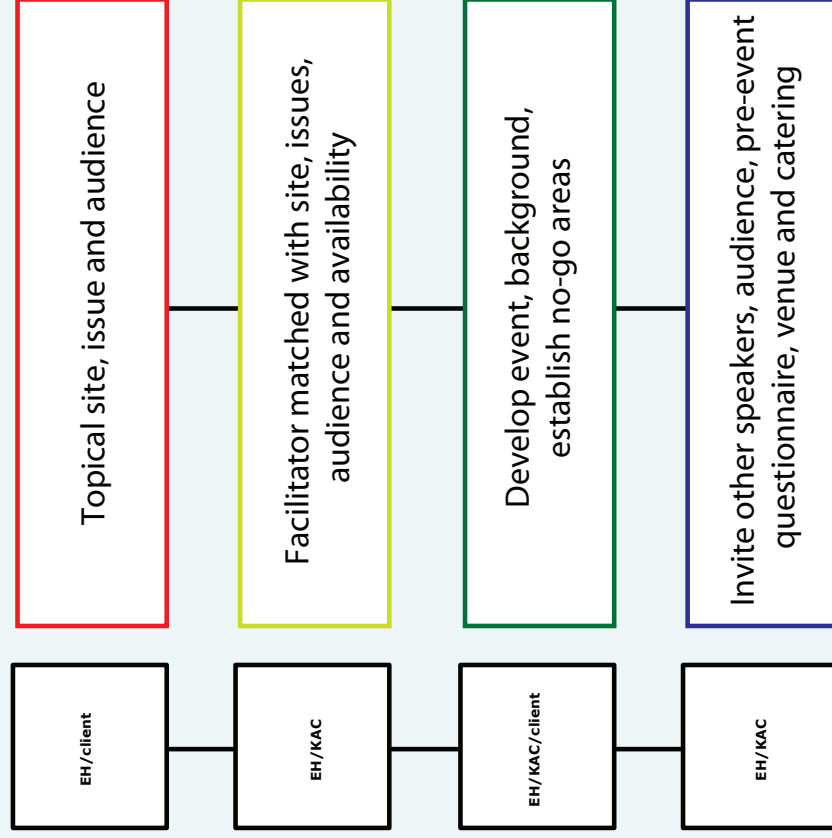 Topical site, issue and audience
Facilitator matched with site, issues,
audience and availability
Develop event, background,
establish no-go areas
Invite other speakers, audience, pre-event
questionnaire, venue and catering
EH/client
EH/KAC
EH/KAC/client
EH/KAC